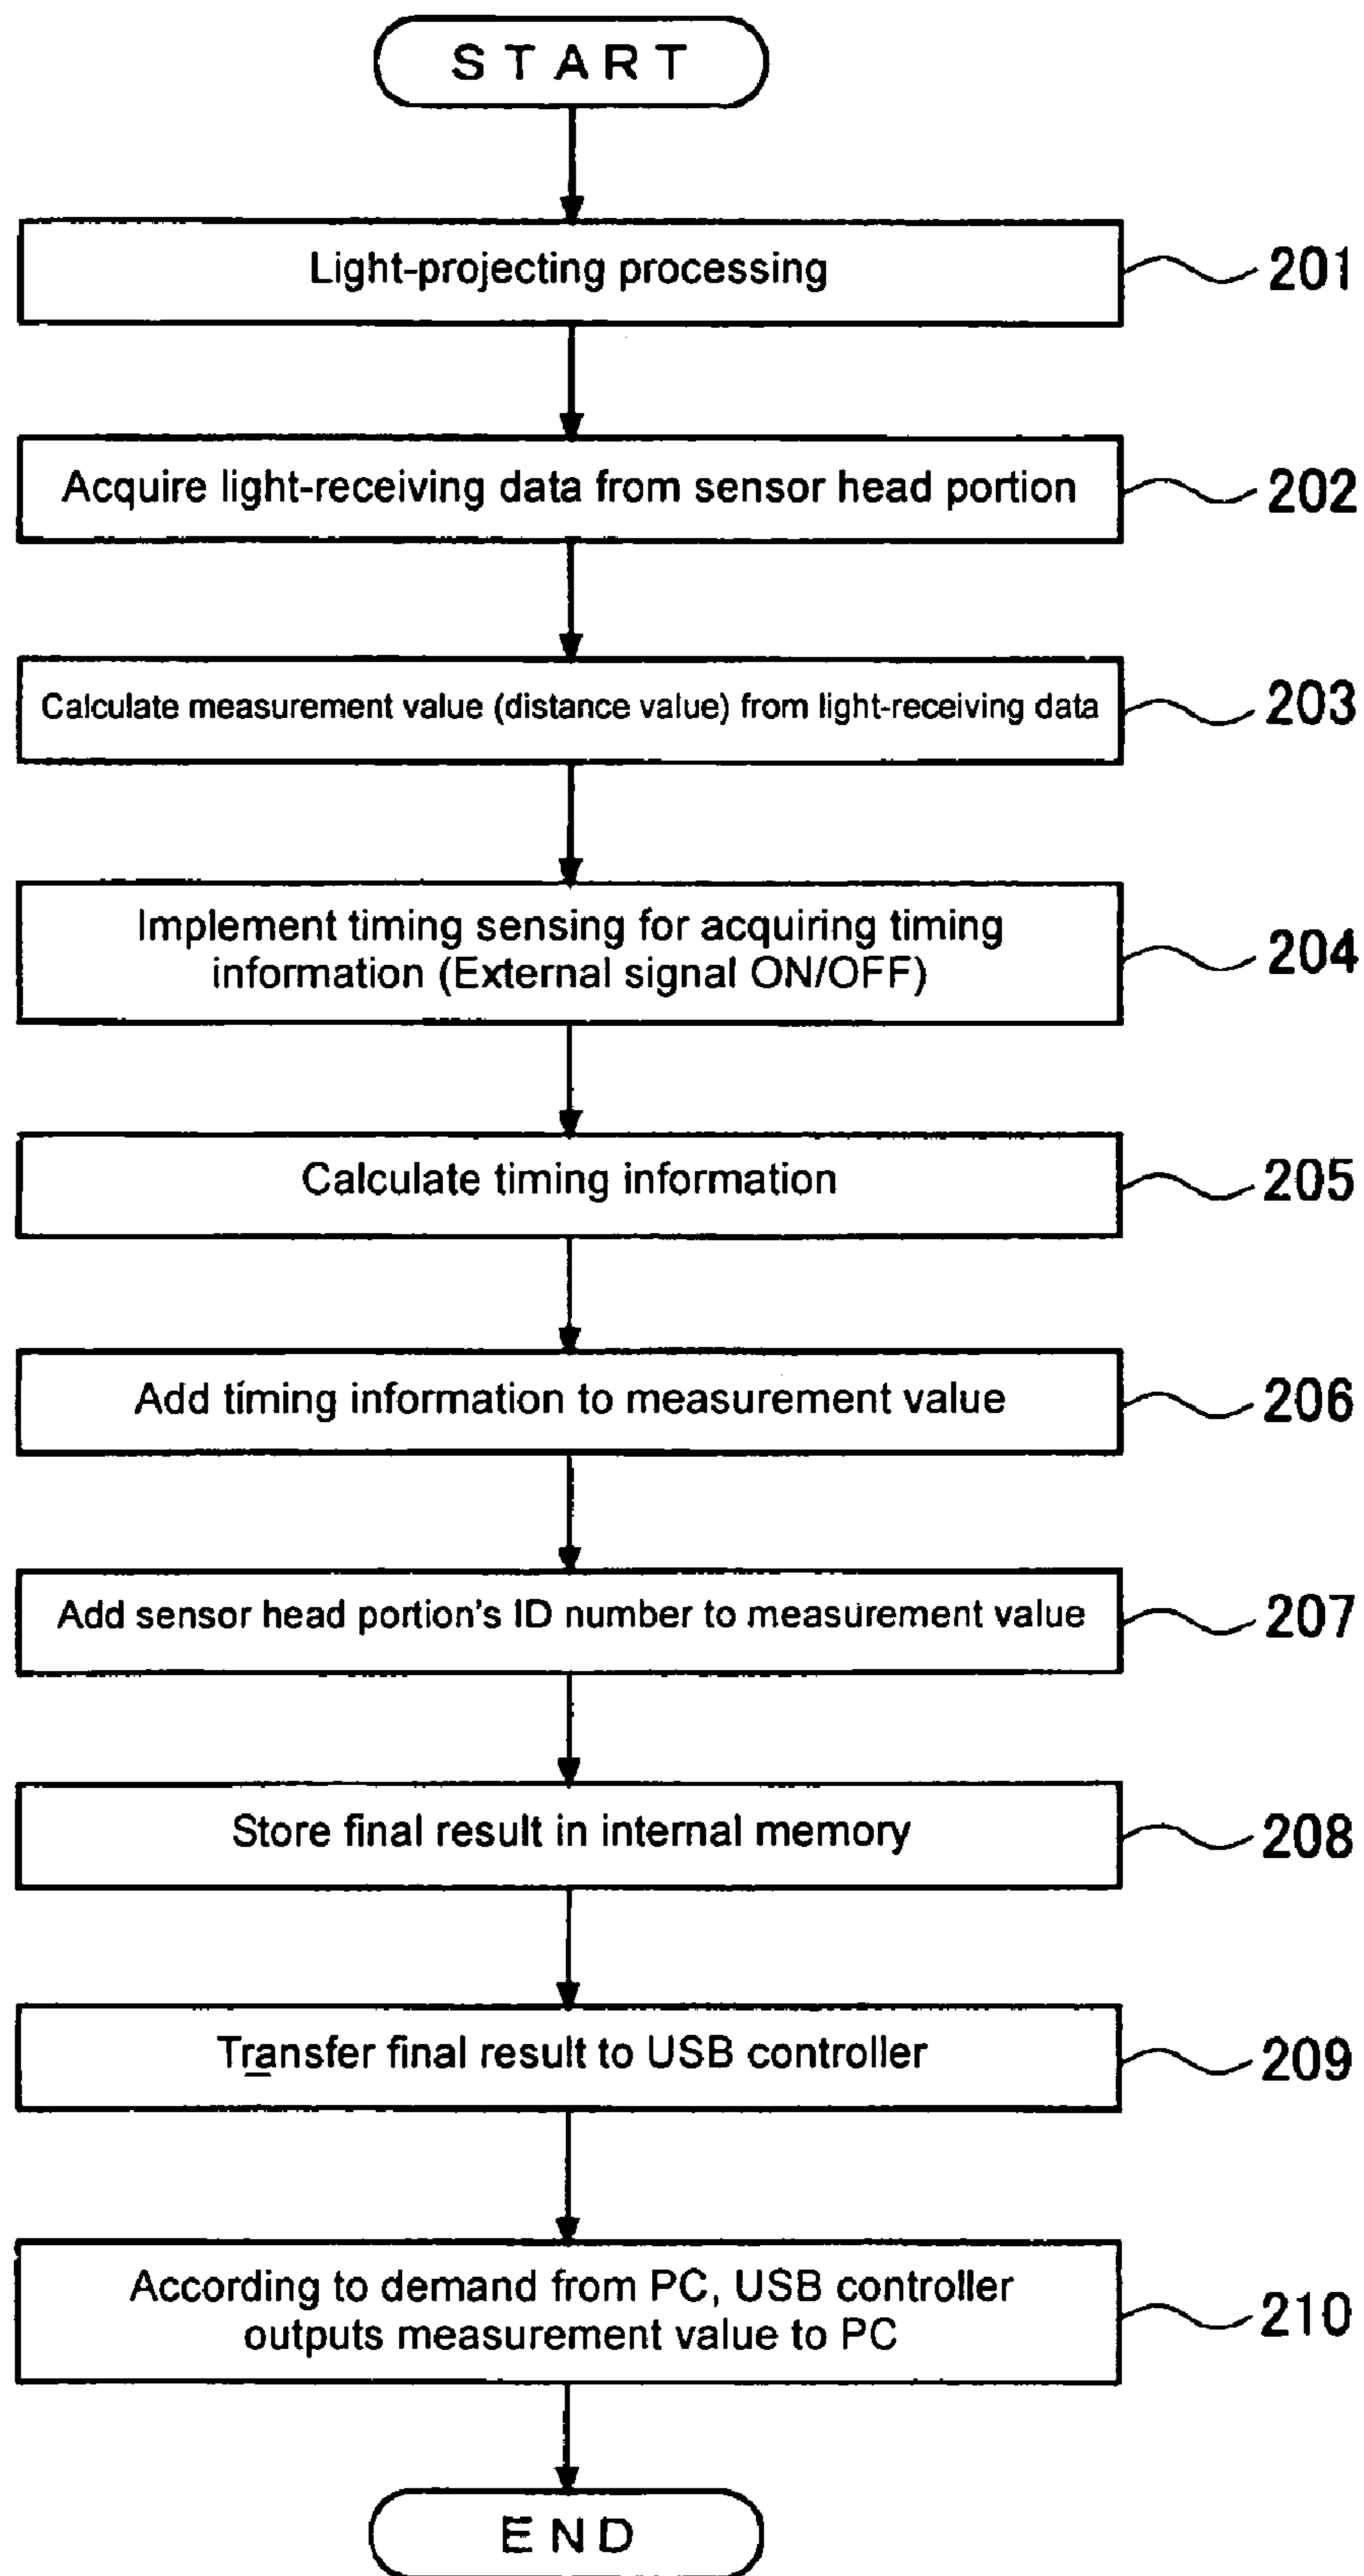 START
Light-projecting processing
201
Acquire light-receiving data from sensor head portion
202
Calculate measurement value (distance value) from light-receiving data
203
Implement timing sensing for acquiring timing
information (External signal ON/OFF)
204
Calculate timing information
205
Add timing information to measurement value
206
Add sensor head portion's ID number to measurement value
207
Store final result in internal memory
208
Transfer final result to USB controller
209
According to demand from PC, USB controller
outputs measurement value to PC
210
END